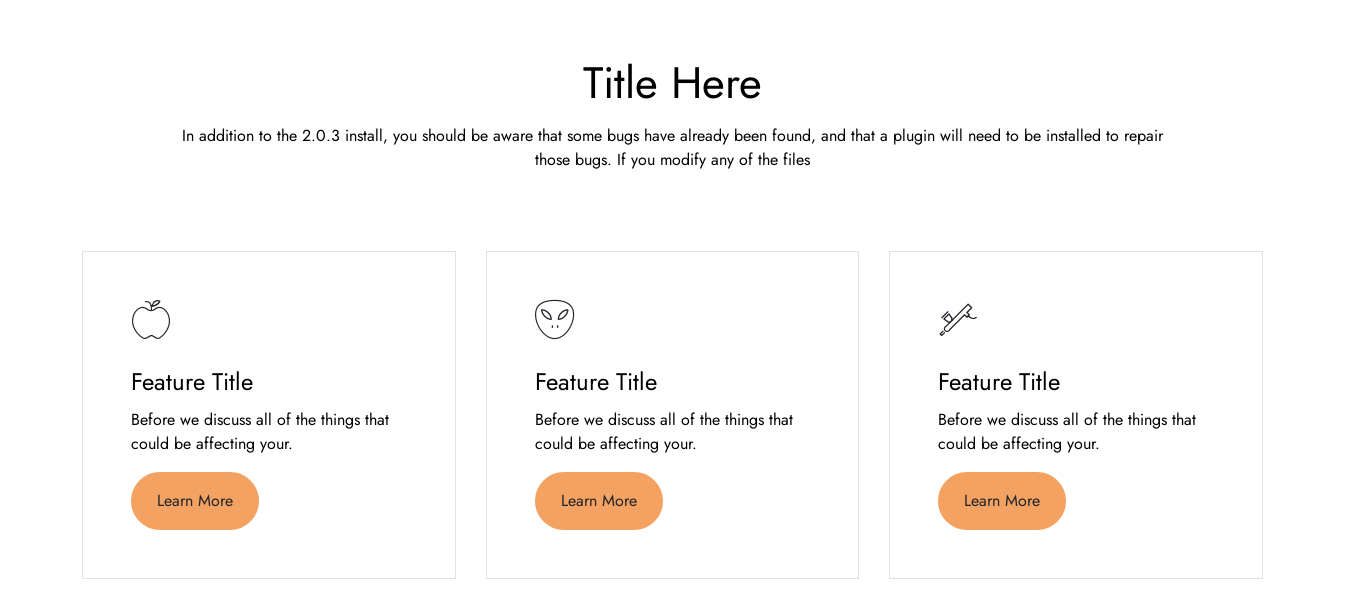 Title Here
In addition to the 2.0.3 install, you should be aware that some bugs have already been found, and that a plugin will need to be installed to repair
those bugs. If you modify any of the files
Feature Title
Before we discuss all of the things that
could be affecting your.
Learn More
Feature Title
Before we discuss all of the things that
could be affecting your.
Learn More
Feature Title
Before we discuss all of the things that
could be affecting your.
Learn More